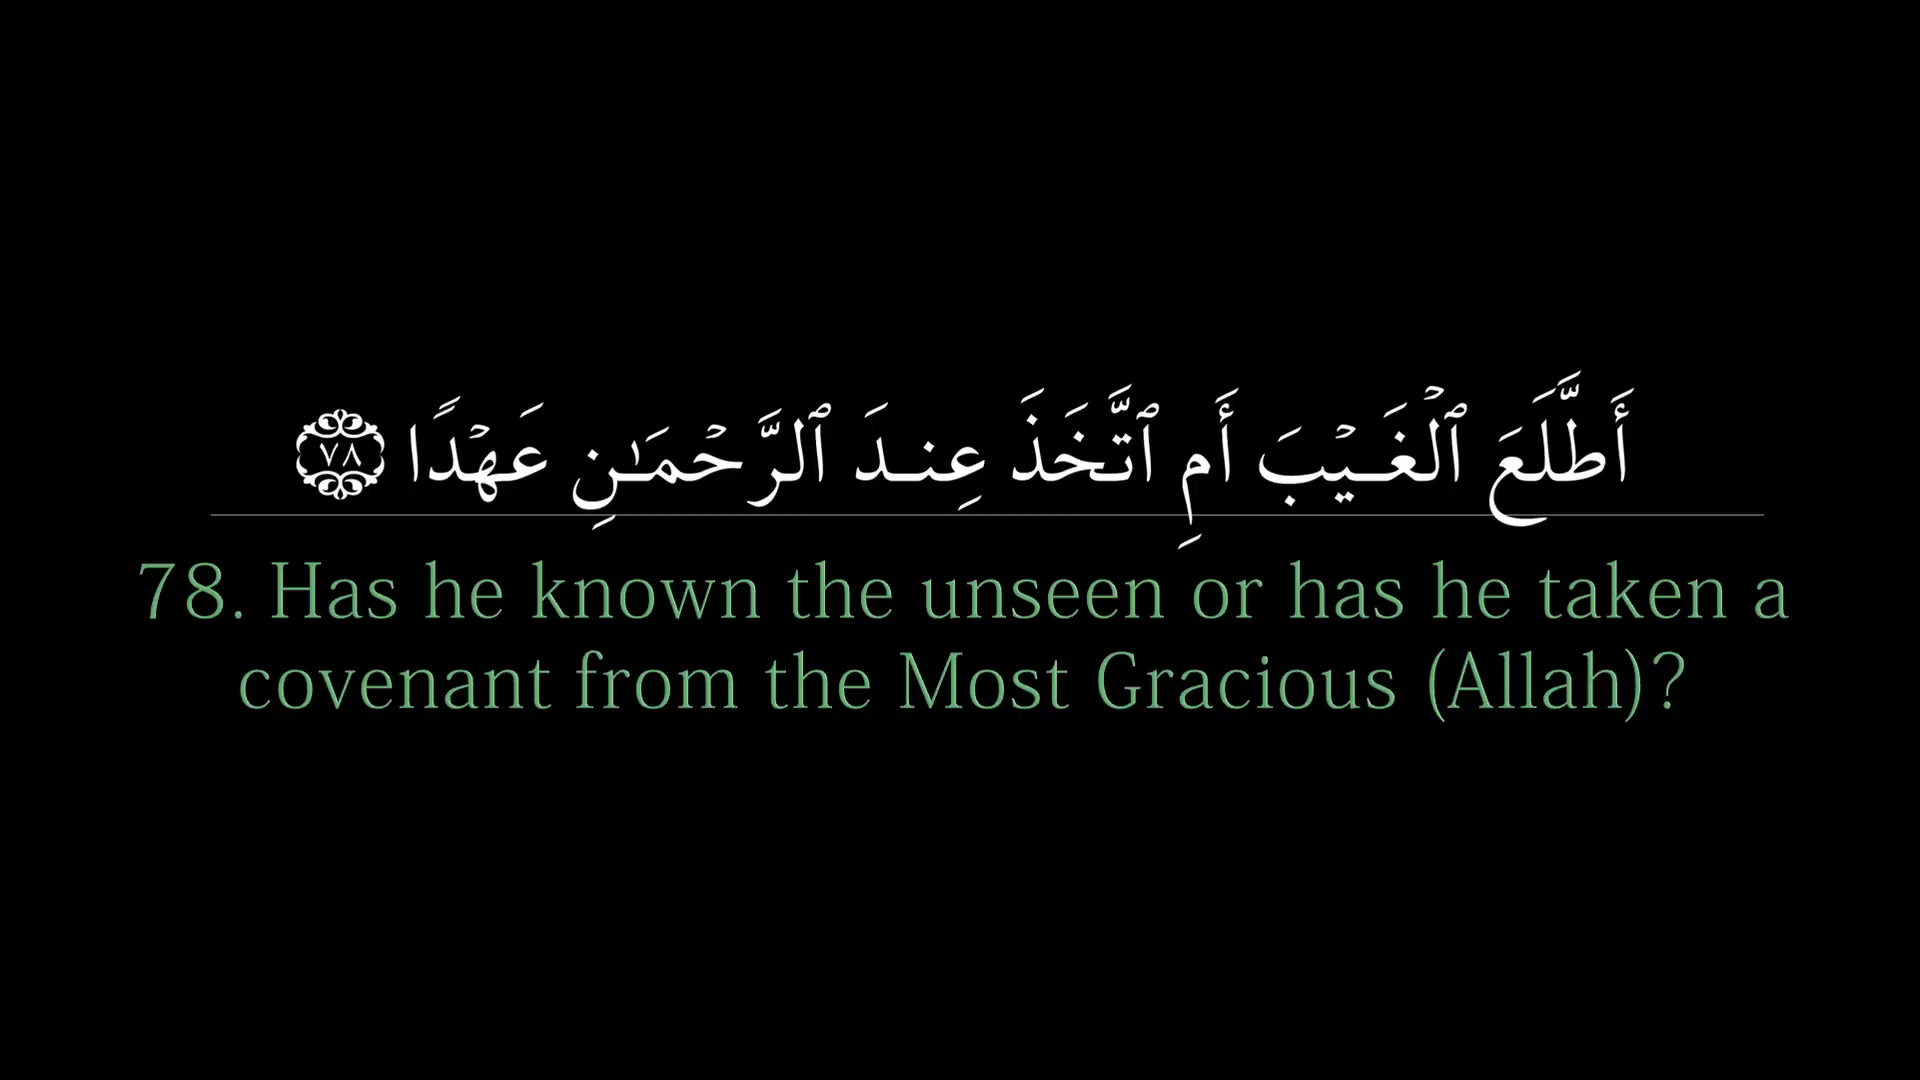 أَطَّلَعَ ٱلْغَيْبَ أَمِ ٱتَّخَذَ عِندَ ٱلرَّحْمَـٰنِ عَهْدًا ٧٨
78. Has he known the unseen or has he taken a
covenant from the Most Gracious (Allah)?